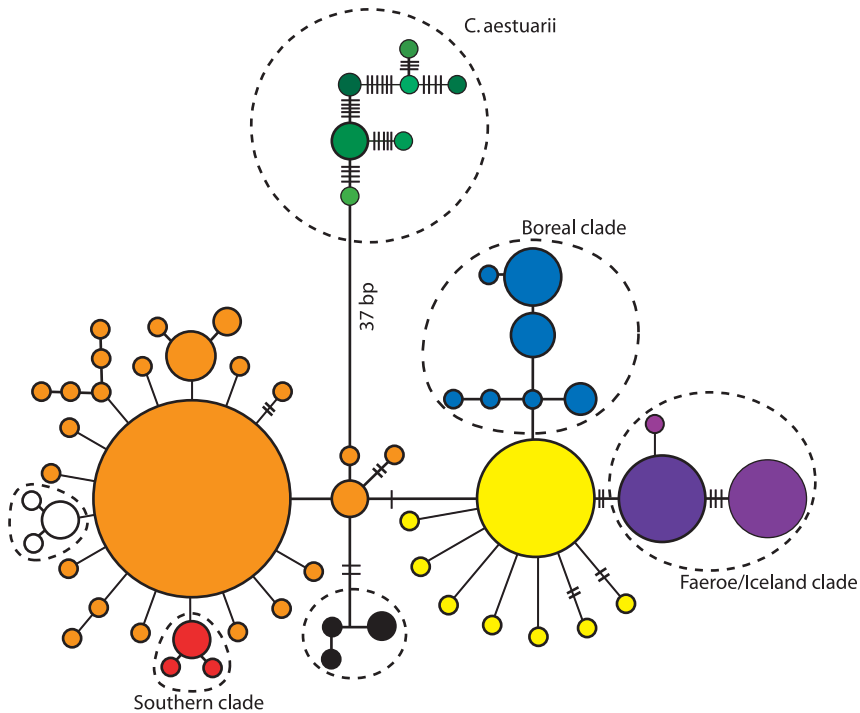 C. aestuarii
Boreal clade
37 bp
Faeroe/Iceland clade
Southern clade